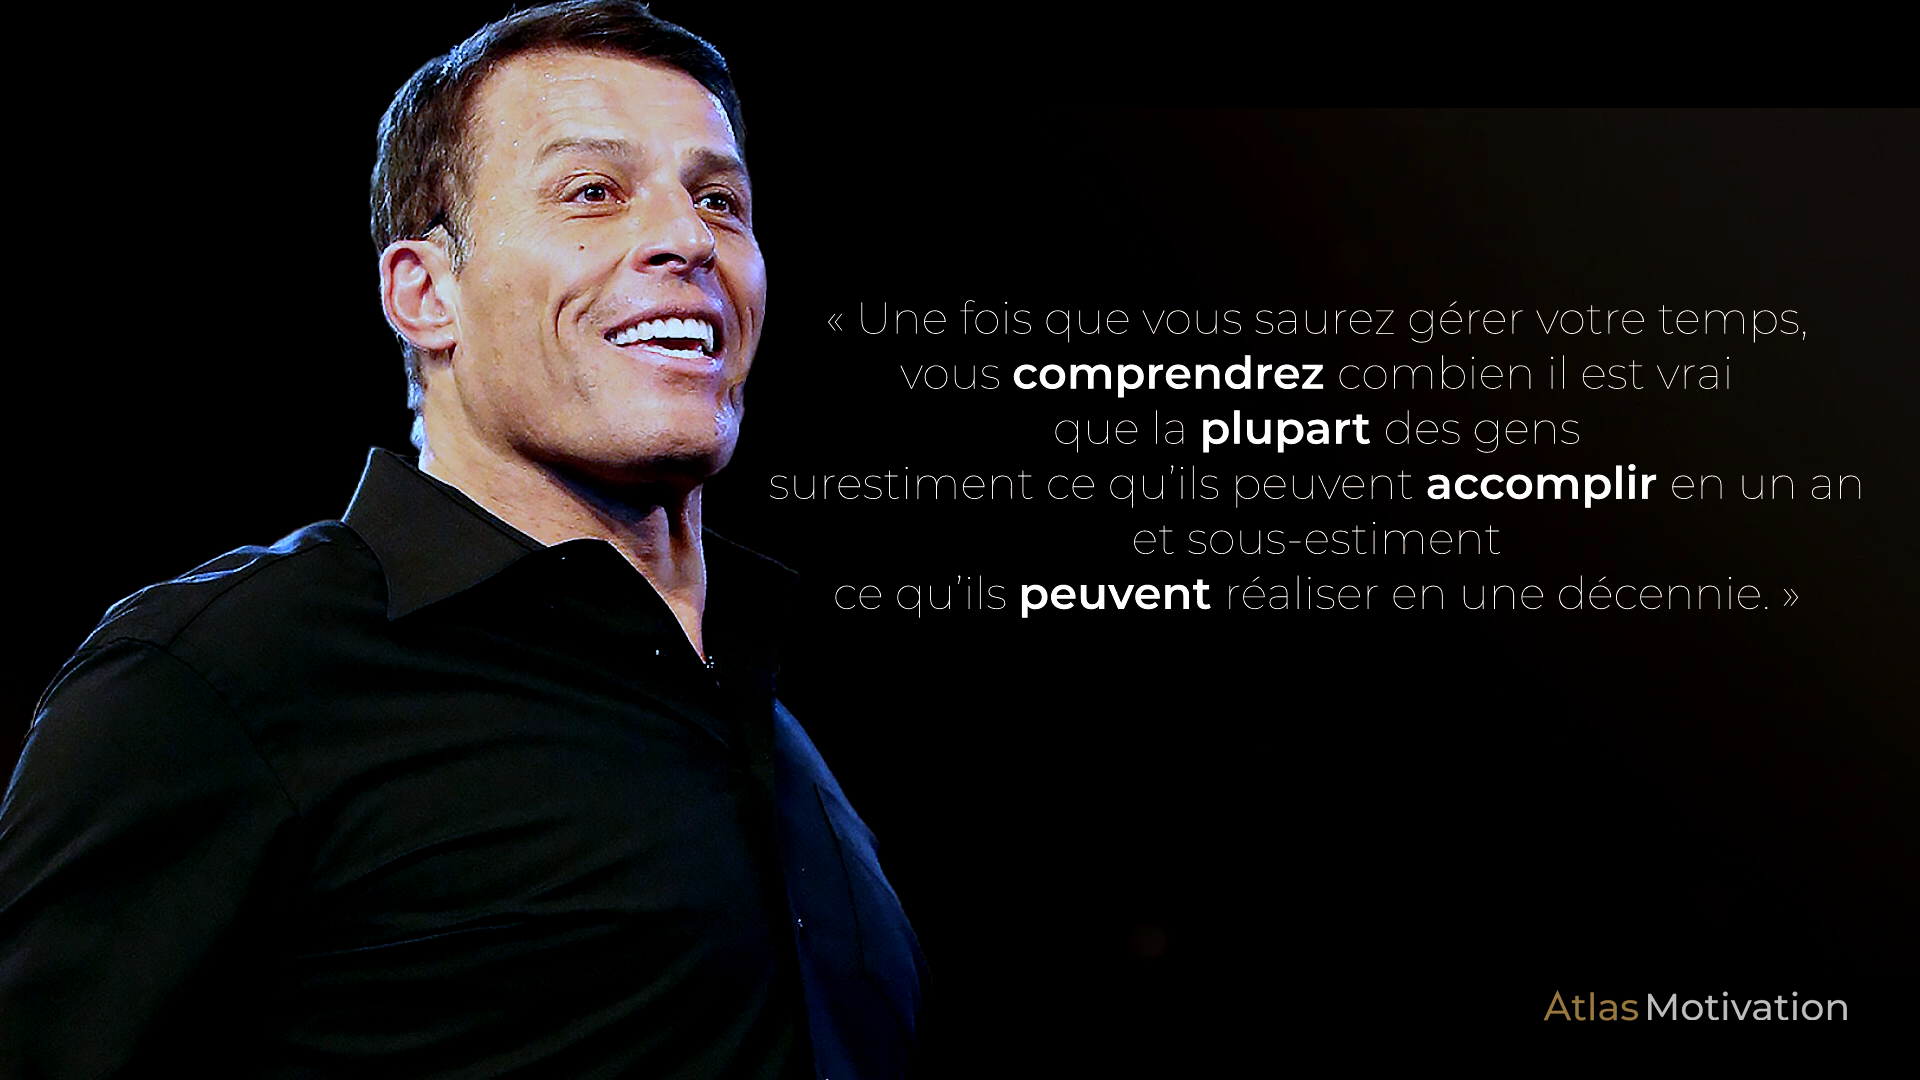 « Une fois que vous saurez gérer votre temps,
vous comprendrez combien il est vrai
que la plupart des gens
surestiment ce qu’ils peuvent accomplir en un an
et sous-estiment
ce qu’ils peuvent réaliser en une décennie. »
Atlas Motivation